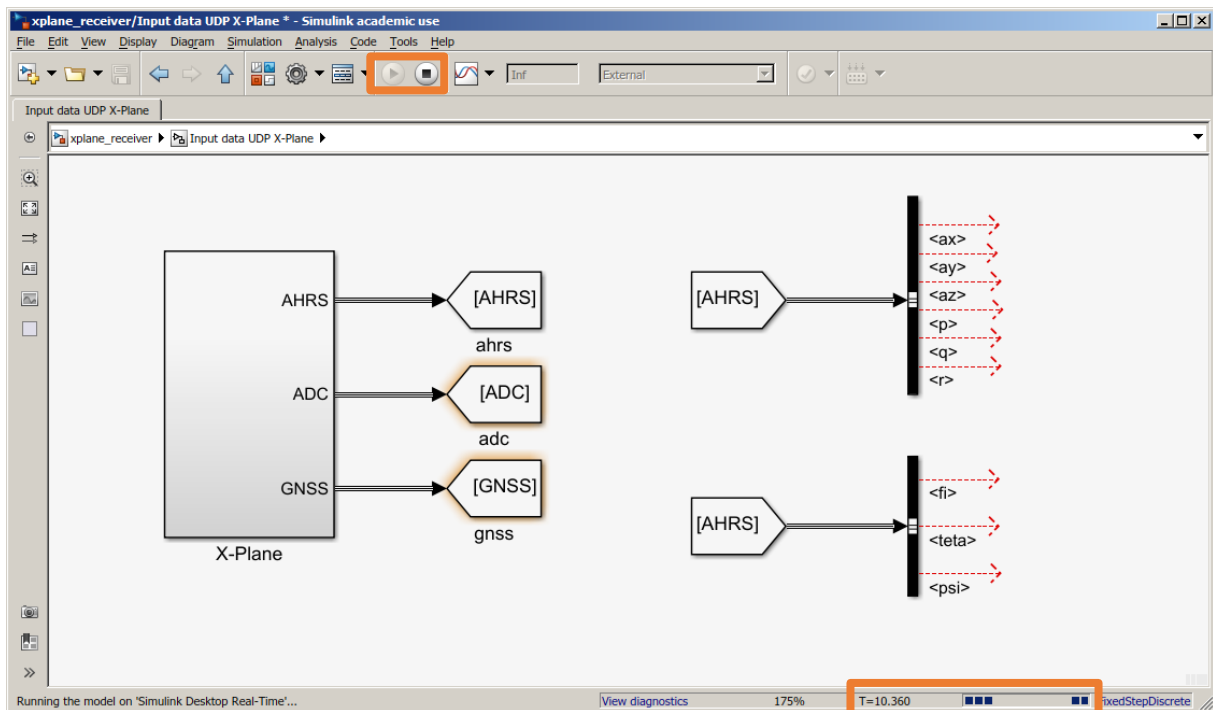 xplane_receiver/Input data UDP X-Plane * - Simulink academic use
File Edit View Display Diagram Simulation Analysis Code Tools Help
Inf External
Input data UDP X-Plane
xplane_receiver Input data UDP X-Plane
AHRS
ADC
GNSS
X-Plane
[AHRS]
ahrs
[ADC]
adc
[GNSS]
gnss
[AHRS]
<ax>
<ay>
<az>
<p>
<q>
<r>
[AHRS]
<fi>
<teta>
<psi>
Running the model on 'Simulink Desktop Real-Time'... View diagnostics 175% T=10.360 ixedStepDiscrete